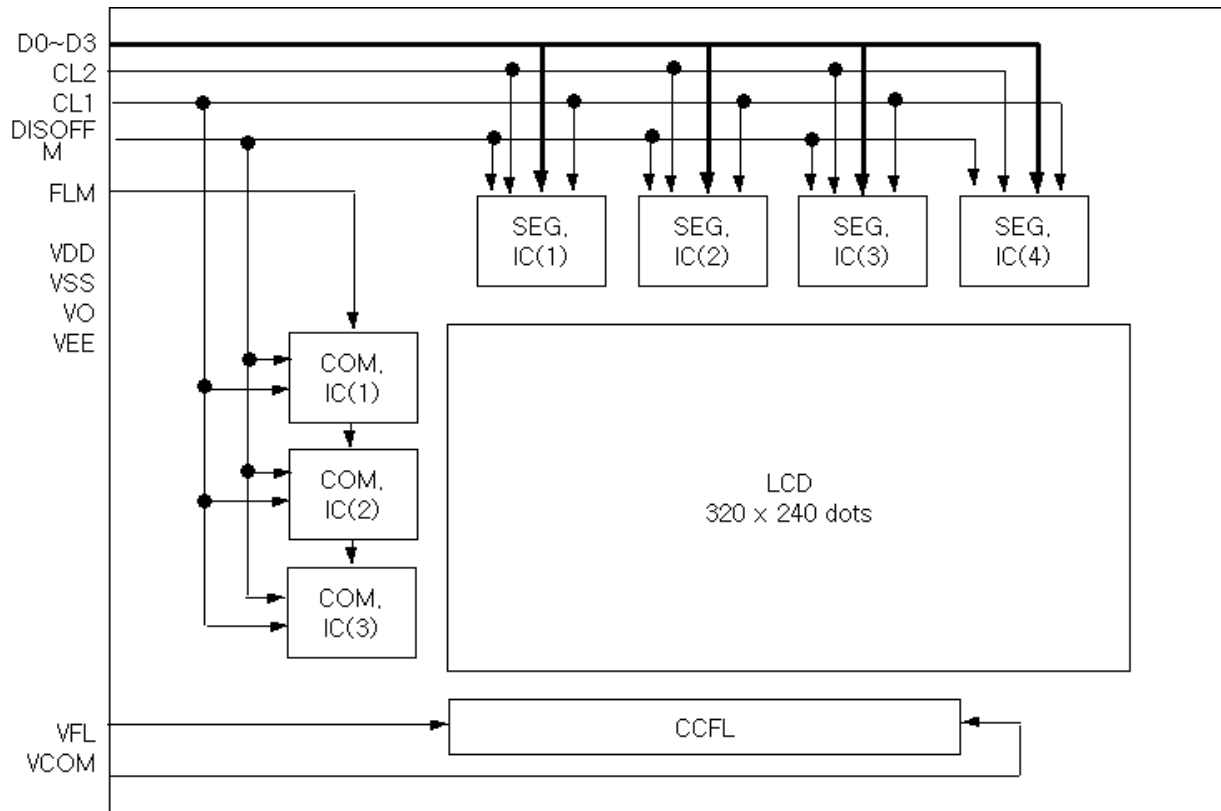 D0~D3
CL2
CL1
DISOFF
M
FLM
VDD
VSS
VO
VEE
SEG,
IC(1)
SEG,
IC(2)
SEG,
IC(3)
SEG,
IC(4)
COM,
IC(1)
COM,
IC(2)
COM,
IC(3)
LCD
320 x 240 dots
VFL
VCOM
CCFL